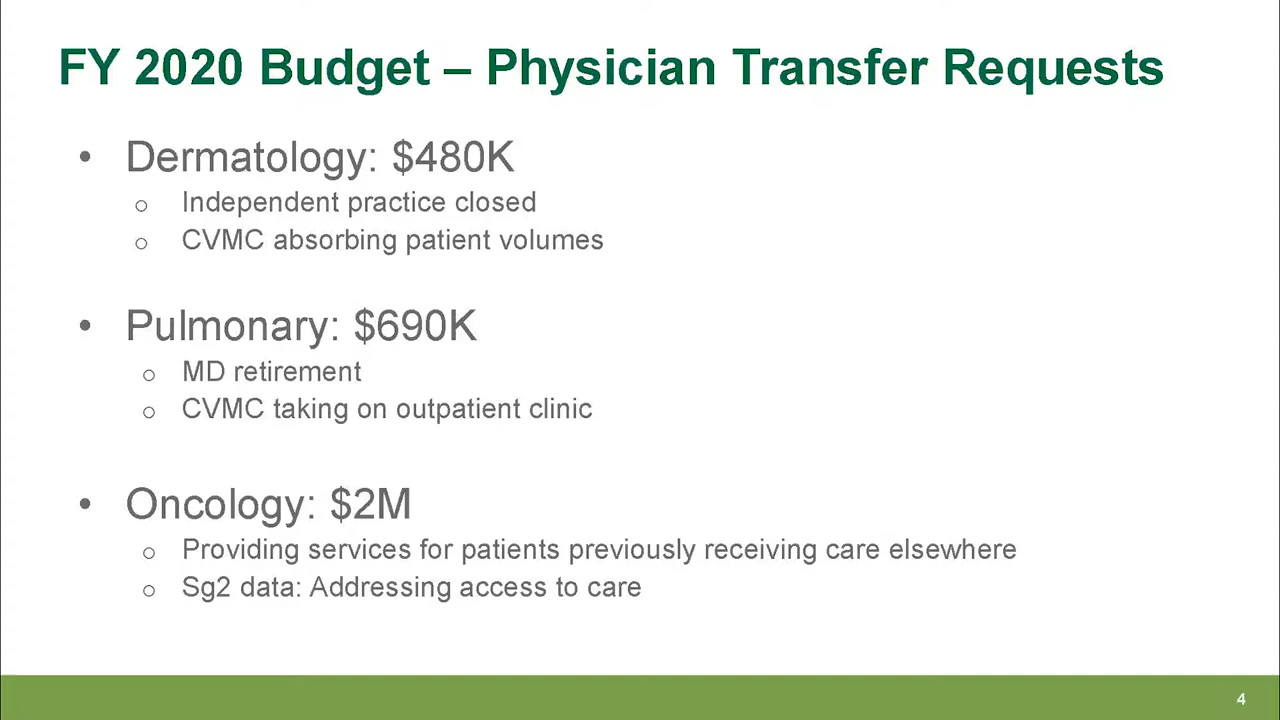 FY 2020 Budget – Physician Transfer Requests
• Dermatology: $480K
o Independent practice closed
o CVMC absorbing patient volumes
• Pulmonary: $690K
o MD retirement
o CVMC taking on outpatient clinic
• Oncology: $2M
o Providing services for patients previously receiving care elsewhere
o Sg2 data: Addressing access to care
4